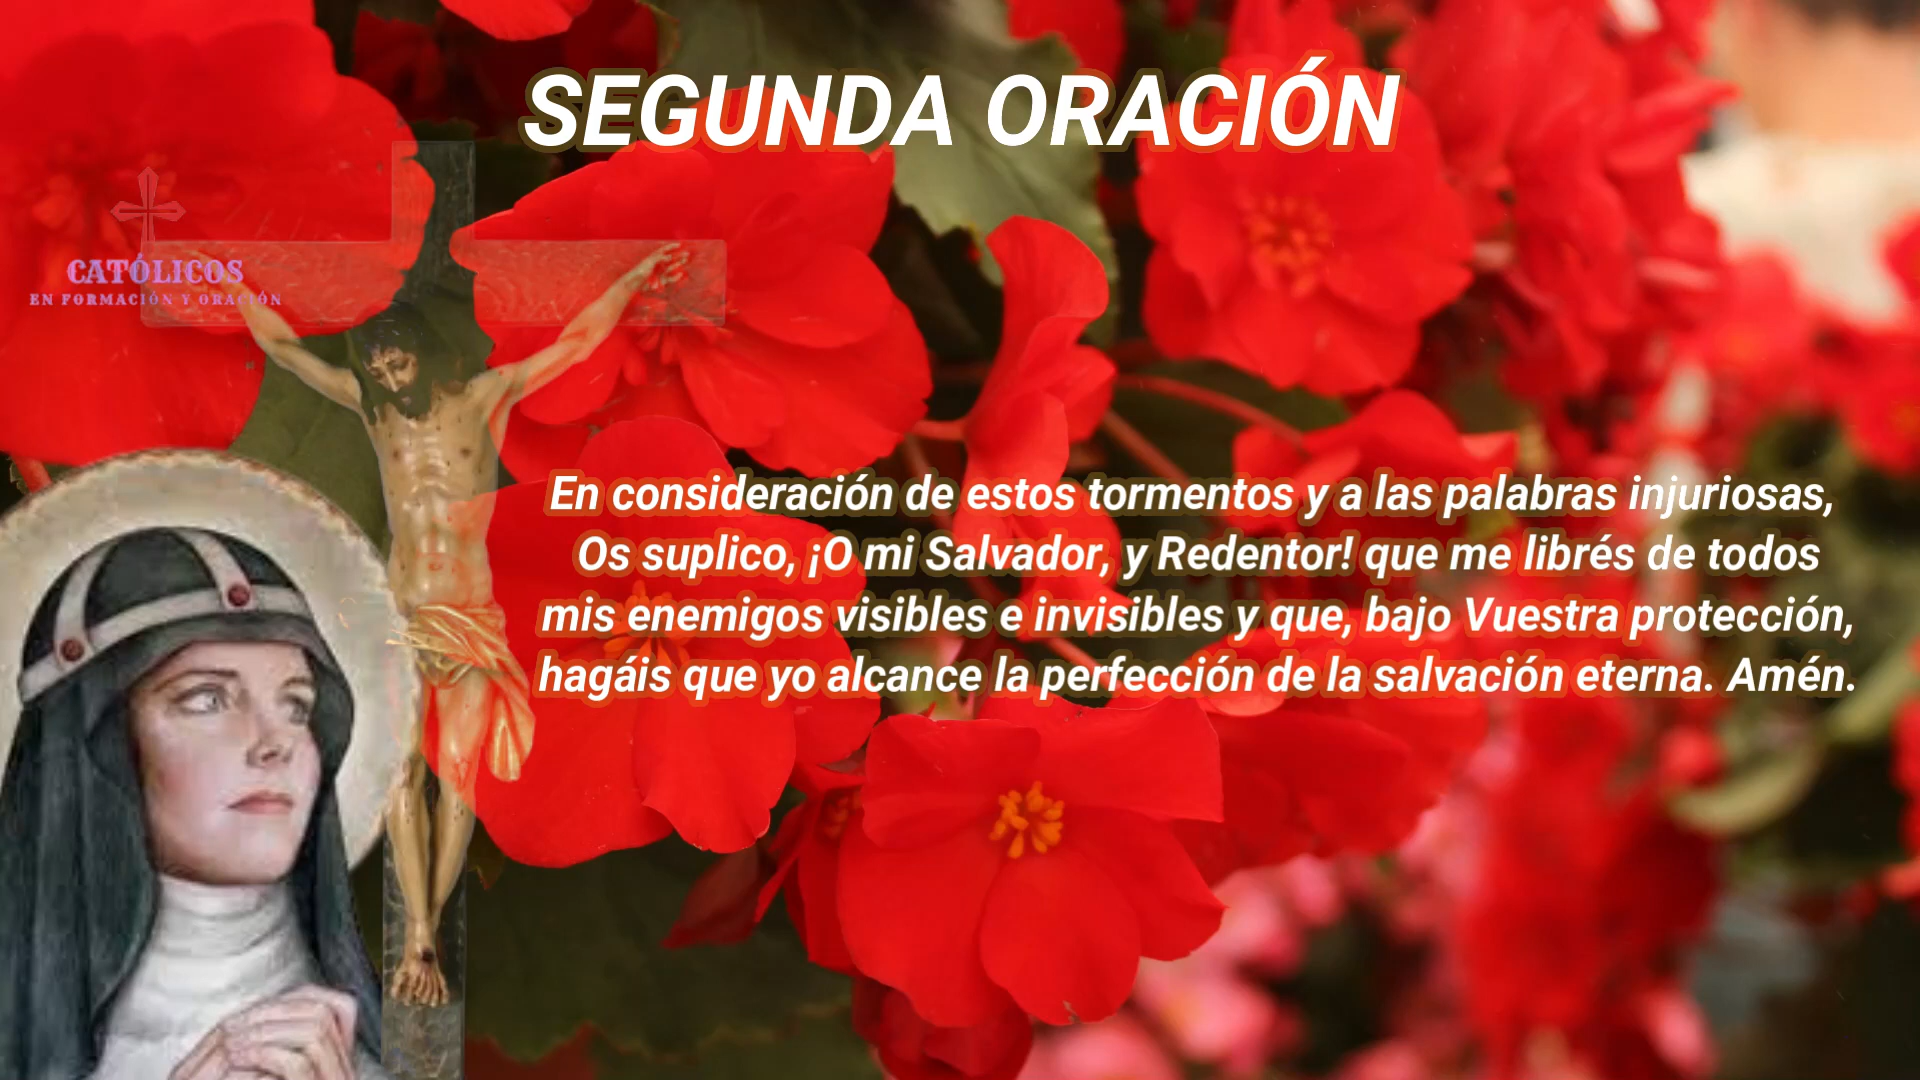 SEGUNDA ORACIÓN
CATÓLICOS
EN FORMACIÓN Y ORACIÓN
En consideración de estos tormentos y a las palabras injuriosas,
Os suplico, ¡O mi Salvador, y Redentor! que me librés de todos
mis enemigos visibles e invisibles y que, bajo Vuestra protección,
hagáis que yo alcance la perfección de la salvación eterna. Amén.